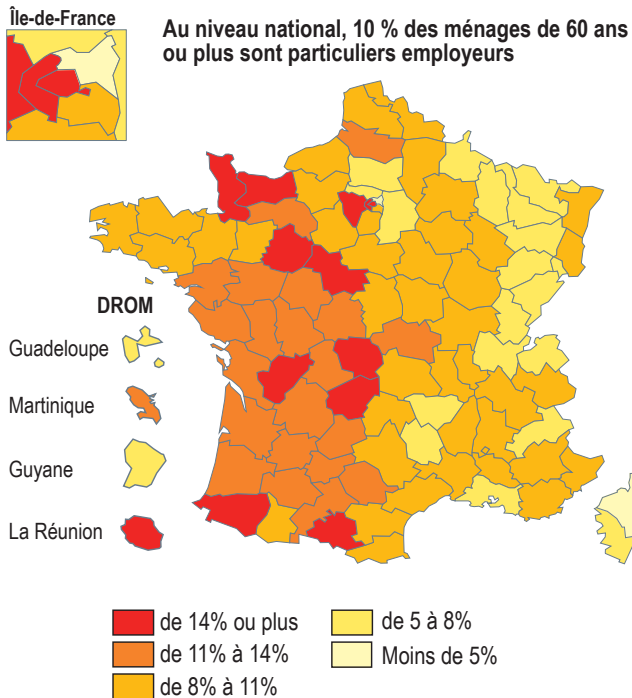 Île-de-France
Au niveau national, 10 % des ménages de 60 ans
ou plus sont particuliers employeurs
DROM
Guadeloupe
Martinique
Guyane
La Réunion
de 14% ou plus
de 11% à 14%
de 8% à 11%
de 5 à 8%
Moins de 5%